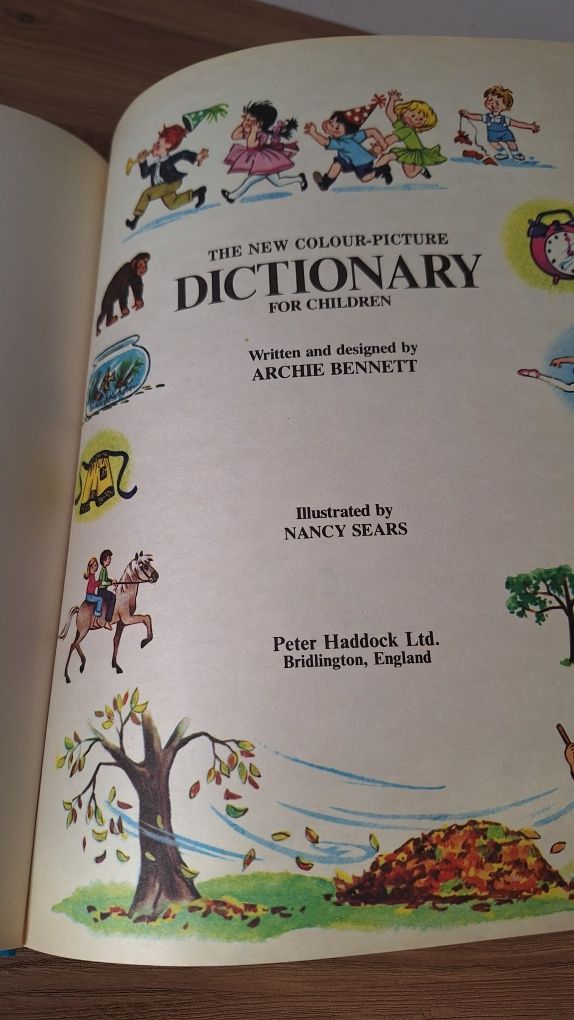 THE NEW COLOUR-PICTURE
DICTIONARY
FOR CHILDREN
Written and designed by
ARCHIE BENNETT
Illustrated by
NANCY SEARS
Peter Haddock Ltd.
Bridlington, England